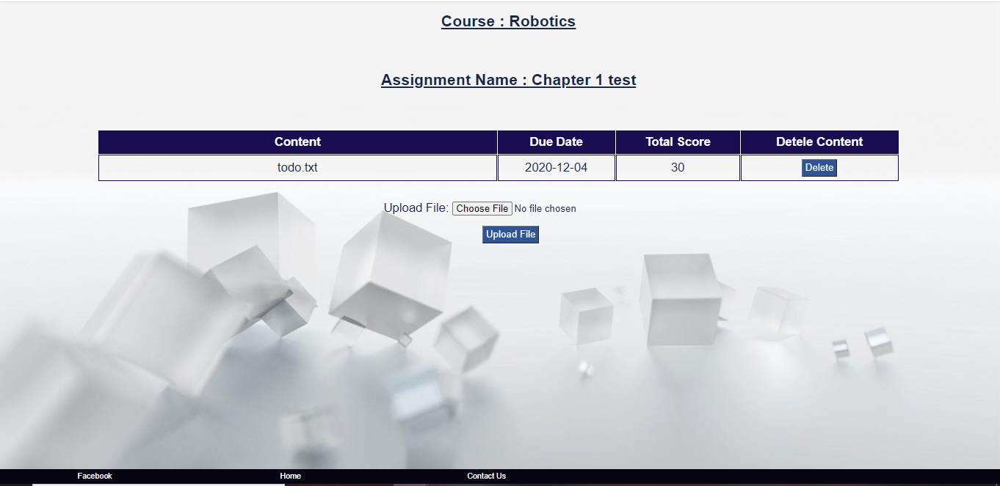 Course : Robotics
Assignment Name : Chapter 1 test
Content Due Date Total Score Detele Content
todo.txt 2020-12-04 30 Delete
Upload File: Choose File No file chosen
Upload File
Facebook Home Contact Us